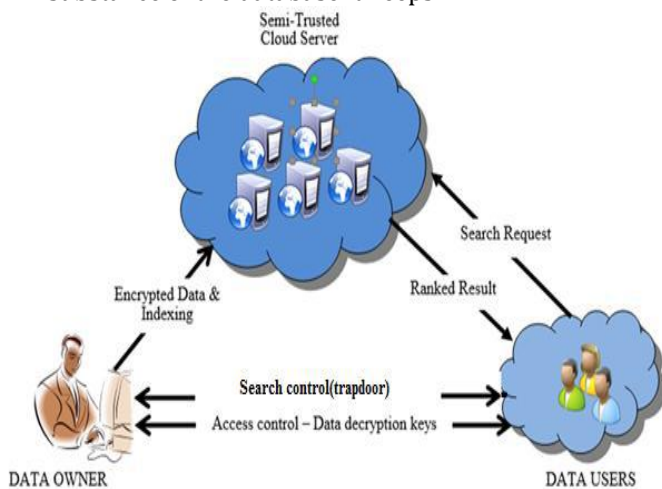 Semi-Trusted
Cloud Server
Search Request
Ranked Result
Encrypted Data &
Indexing
Search control(trapdoor)
Access control – Data decryption keys
DATA OWNER
DATA USERS